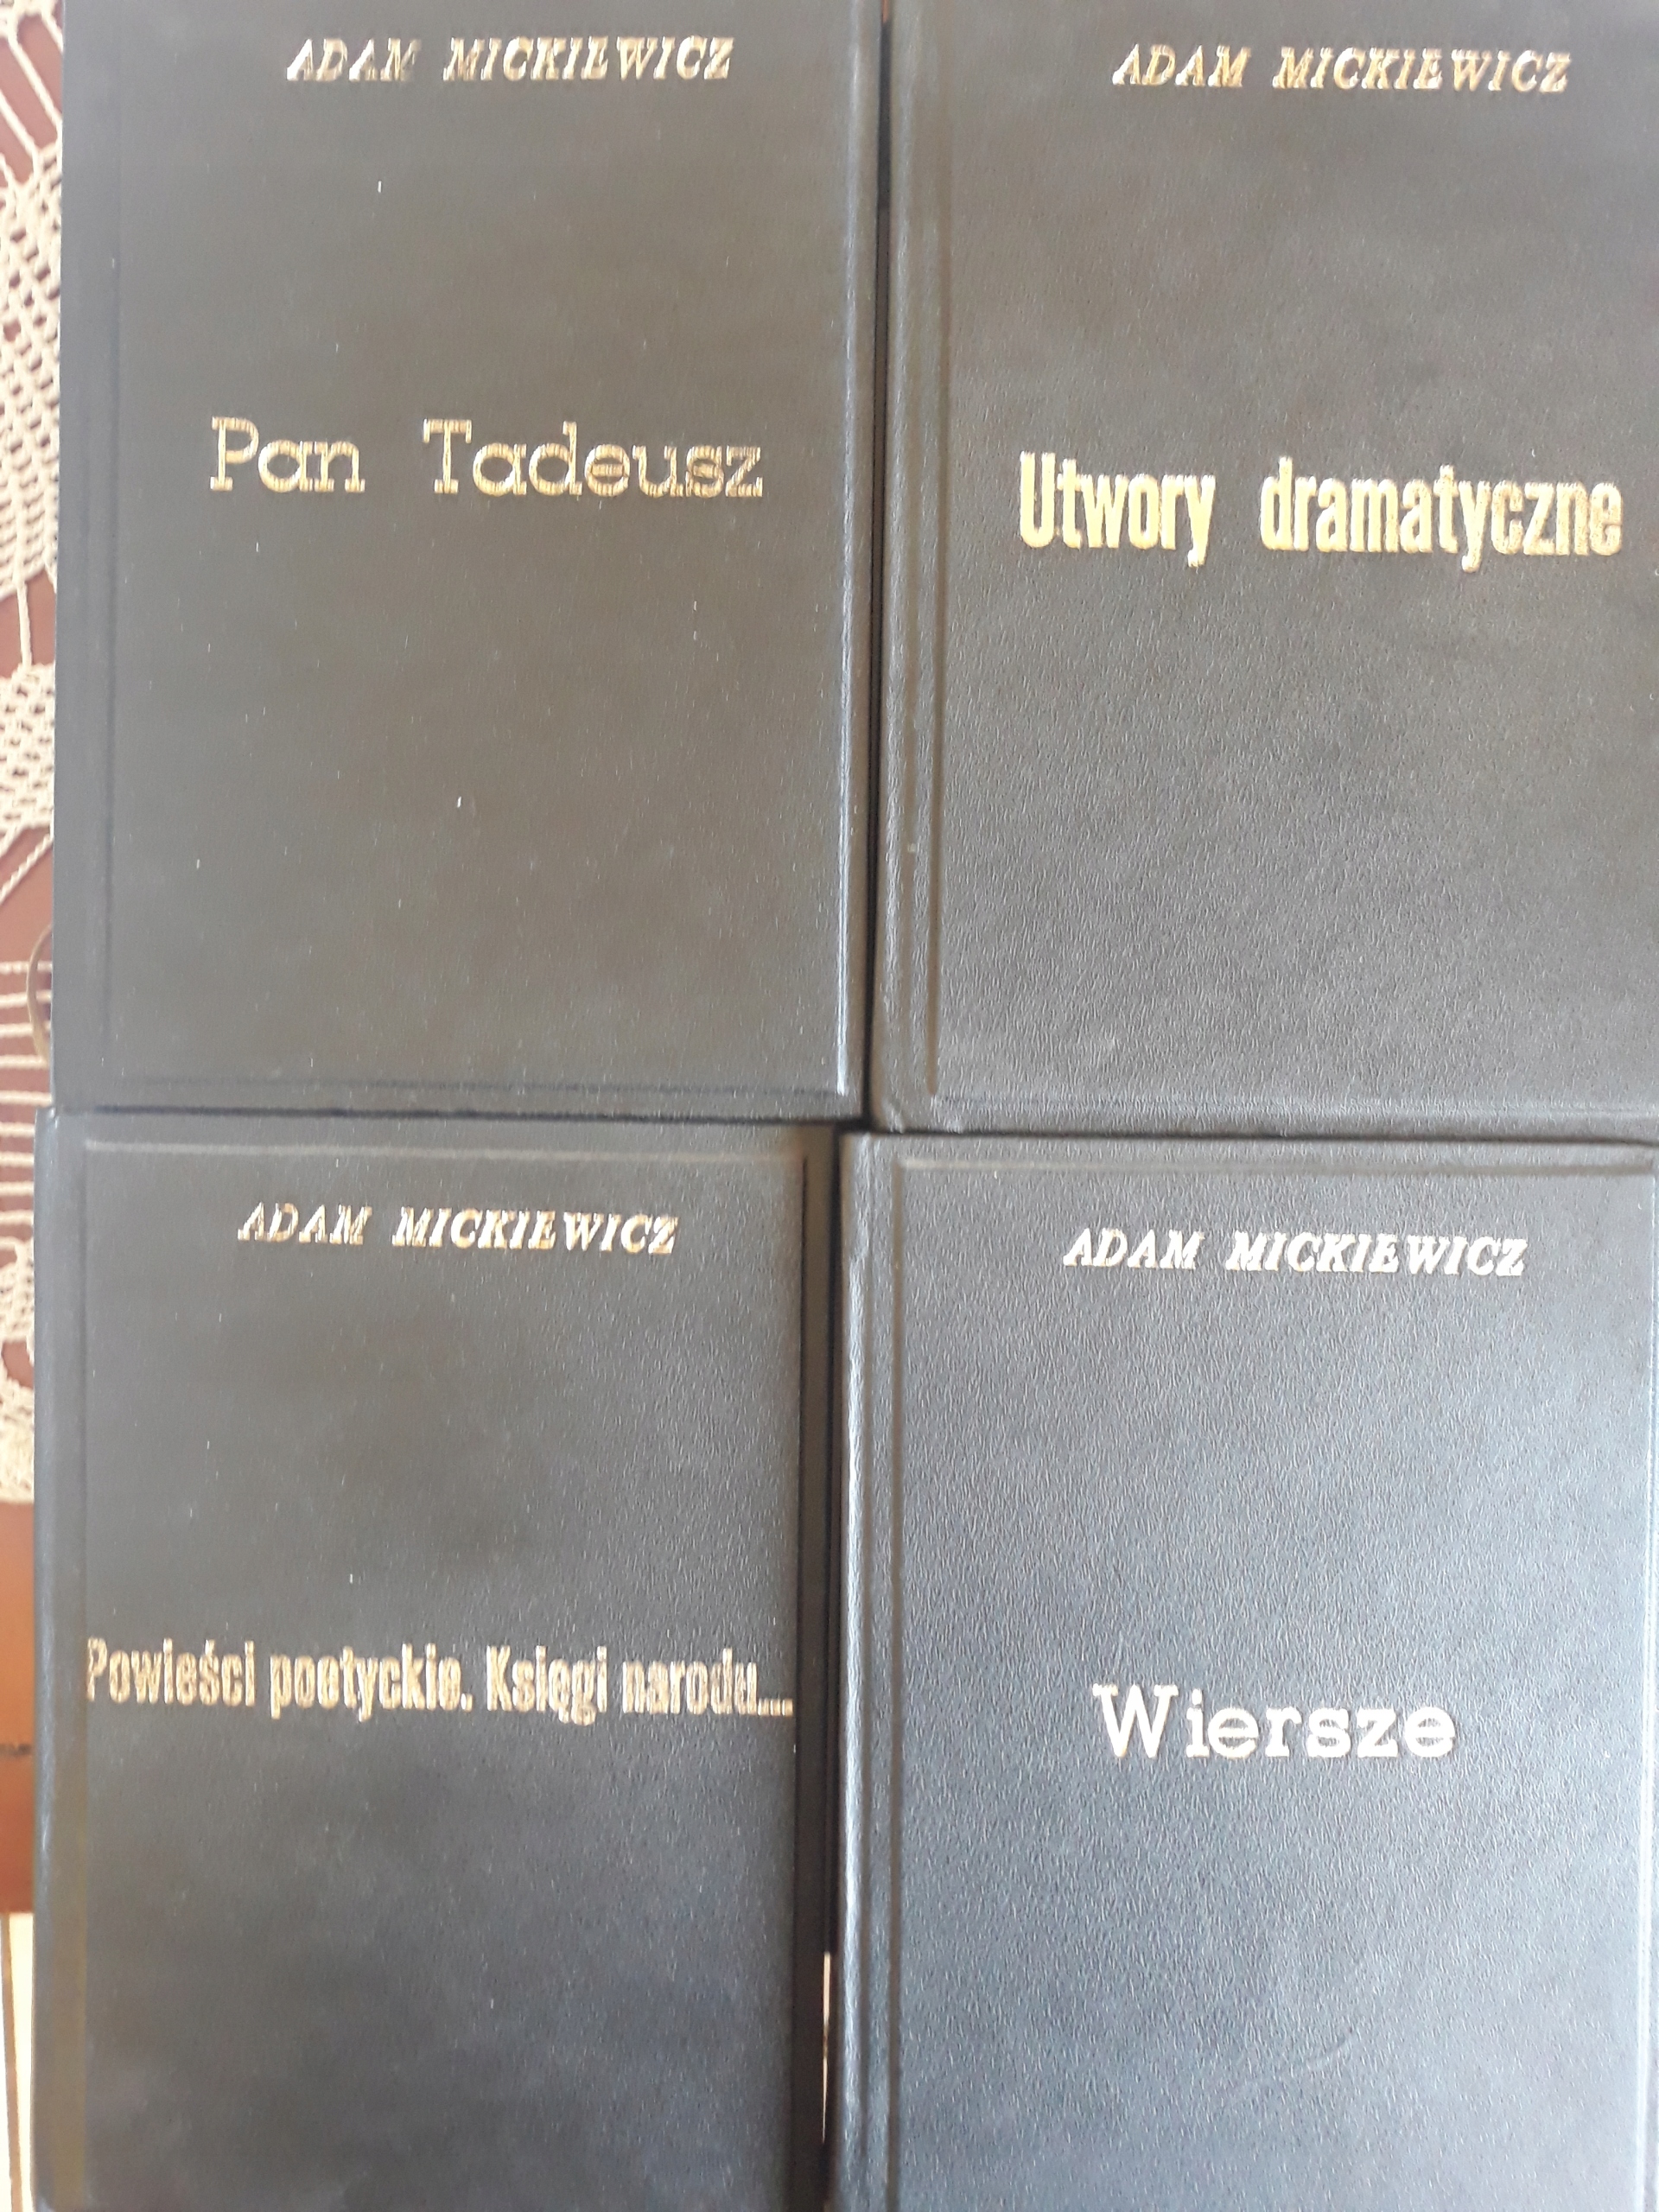 ADAM MICKIEWICZ
Pan Tadeusz
ADAM MICKIEWICZ
Utwory dramatyczne
ADAM MICKIEWICZ
Powieści poetyckie. Księgi narodu...
ADAM MICKIEWICZ
Wiersze